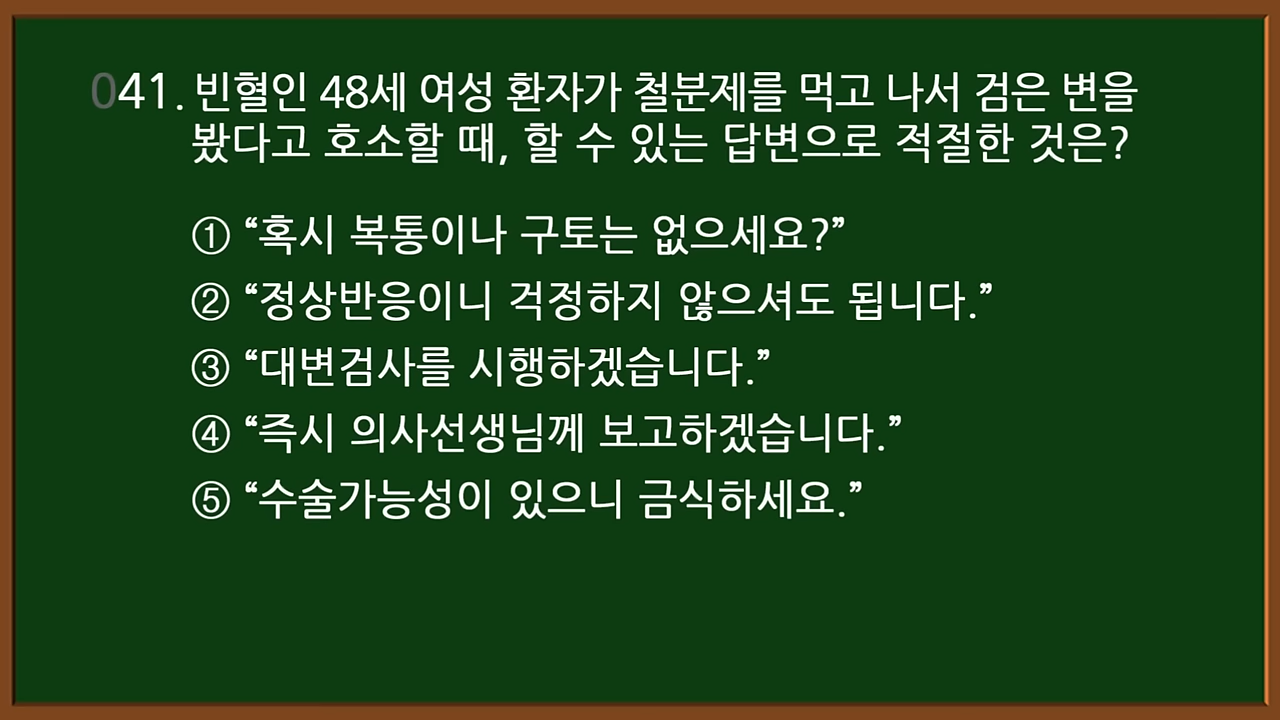 041. 빈혈인 48세 여성 환자가 철분제를 먹고 나서 검은 변을
봤다고 호소할 때, 할 수 있는 답변으로 적절한 것은?
① “혹시 복통이나 구토는 없으세요?”
② “정상반응이니 걱정하지 않으셔도 됩니다.”
③ “대변검사를 시행하겠습니다.”
④ “즉시 의사선생님께 보고하겠습니다.”
⑤ “수술가능성이 있으니 금식하세요.”